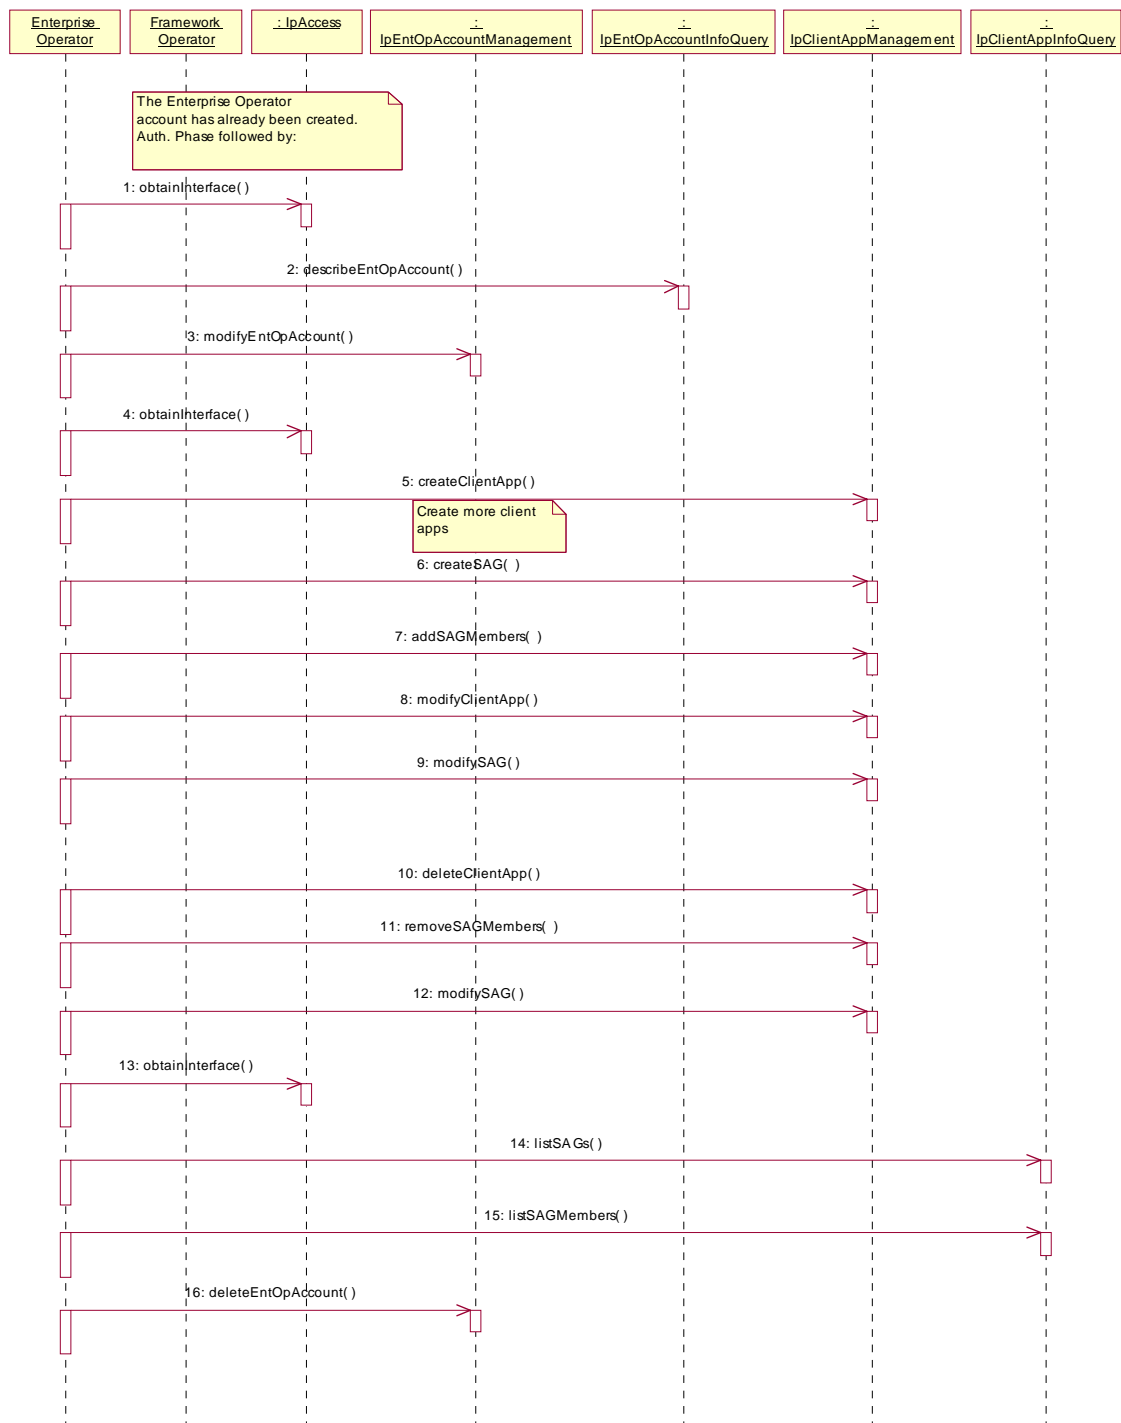 Enterprise
Operator
Framework
Operator
: IpAccess
:
IpEntOpAccountManagement
:
IpEntOpAccountInfoQuery
:
IpClientAppManagement
:
IpClientAppInfoQuery
The Enterprise Operator
account has already been created.
Auth. Phase followed by:
1: obtainInterface( )
2: describeEntOpAccount( )
3: modifyEntOpAccount( )
4: obtainInterface( )
5: createClientApp( )
Create more client
apps
6: createSAG( )
7: addSAGMembers( )
8: modifyClientApp( )
9: modifySAG( )
10: deleteClientApp( )
11: removeSAGMembers( )
12: modifySAG( )
13: obtainInterface( )
14: listSAGs( )
15: listSAGMembers( )
16: deleteEntOpAccount( )